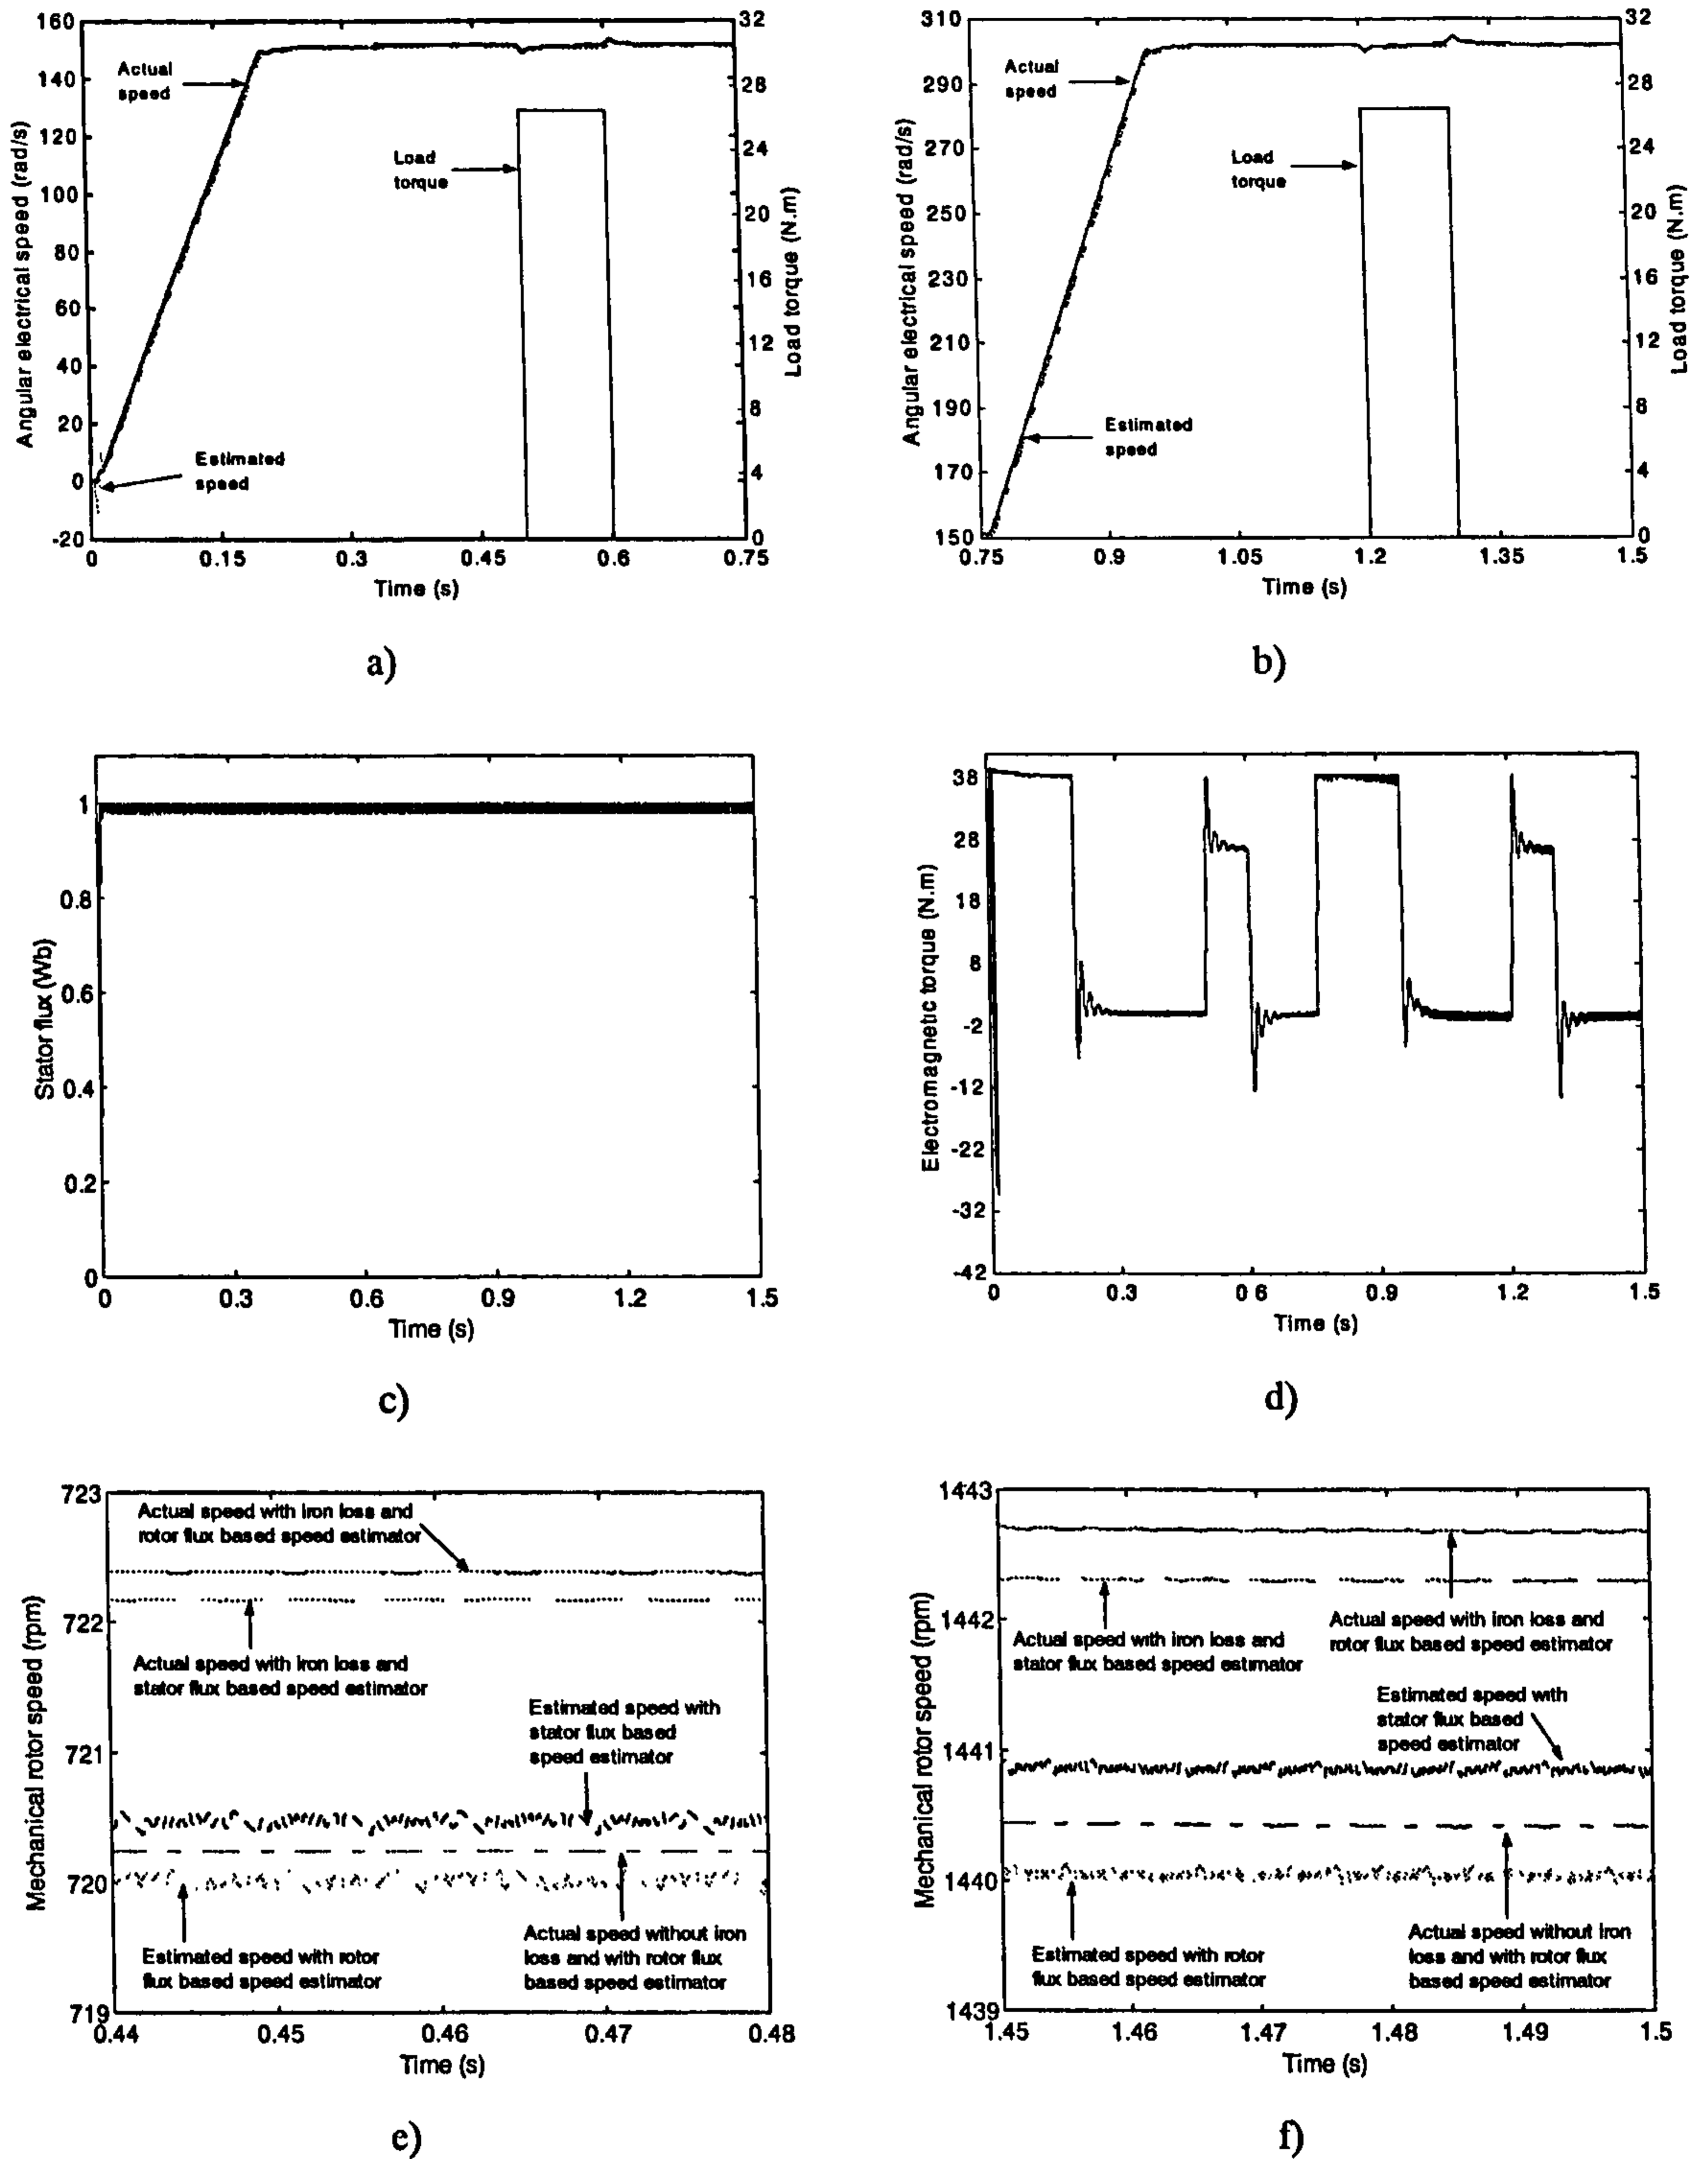 160
140
120
100
80
60
40
20
0
-20
32
28
24
20
16
12
8
4
0
Angular electrical speed (rad/s)
Load torque (N.m)
Actual
speed
Load
torque
Estimated
speed
0 0.15 0.3 0.45 0.6 0.75
Time (s)
a)
310
290
270
250
230
210
190
170
150
32
28
24
20
16
12
8
4
0
Angular electrical speed (rad/s)
Load torque (N.m)
Actual
speed
Load
torque
Estimated
speed
0.75 0.9 1.05 1.2 1.35 1.5
Time (s)
b)
1
0.8
0.6
0.4
0.2
0
Stator flux (Wb)
0 0.3 0.6 0.9 1.2 1.5
Time (s)
c)
38
28
18
8
-2
-12
-22
-32
-42
Electromagnetic torque (N.m)
0 0.3 0 6 0.9 1.2 1.5
Time (s)
d)
723
722
721
720
719
Mechanical rotor speed (rpm)
Actual speed with iron loss and
rotor flux based speed estimator
Actual speed with iron loss and
stator flux based speed estimator
Estimated speed with
stator flux based
speed estimator
Estimated speed with rotor
flux based speed estimator
Actual speed without iron
loss and with rotor flux
based speed estimator
0.44 0.45 0.46 0.47 0.48
Time (s)
e)
1443
1442
1441
1440
1439
Mechanical rotor speed (rpm)
Actual speed with iron loss and
rotor flux based speed estimator
Actual speed with iron loss and
stator flux based speed estimator
Estimated speed with
stator flux based
speed estimator
Estimated speed with rotor
flux based speed estimator
Actual speed without iron
loss and with rotor flux
based speed estimator
1.45 1.46 1.47 1.48 1.49 1.5
Time (s)
f)